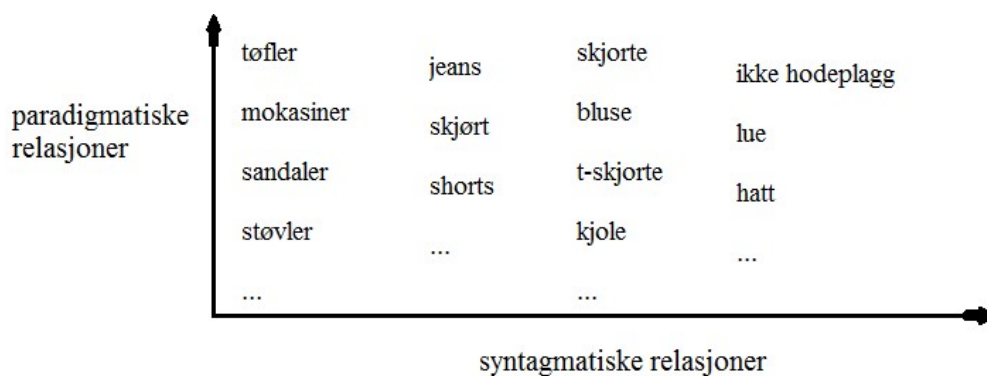 paradigmatiske
relasjoner
tøfler
mokasiner
sandaler
støvler
...
jeans
skjørt
shorts
...
skjorte
bluse
t-skjorte
kjole
...
ikke hodeplagg
lue
hatt
...
syntagmatiske relasjoner